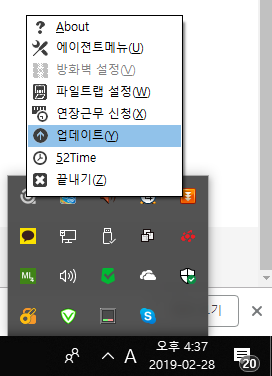 About
에이젼트메뉴(U)
방화벽 설정(V)
파일트랩 설정(W)
연장근무 신청(X)
업데이트(Y)
52Time
끝내기(Z)
ML
기
A
오후 4:37
2019-02-28
20